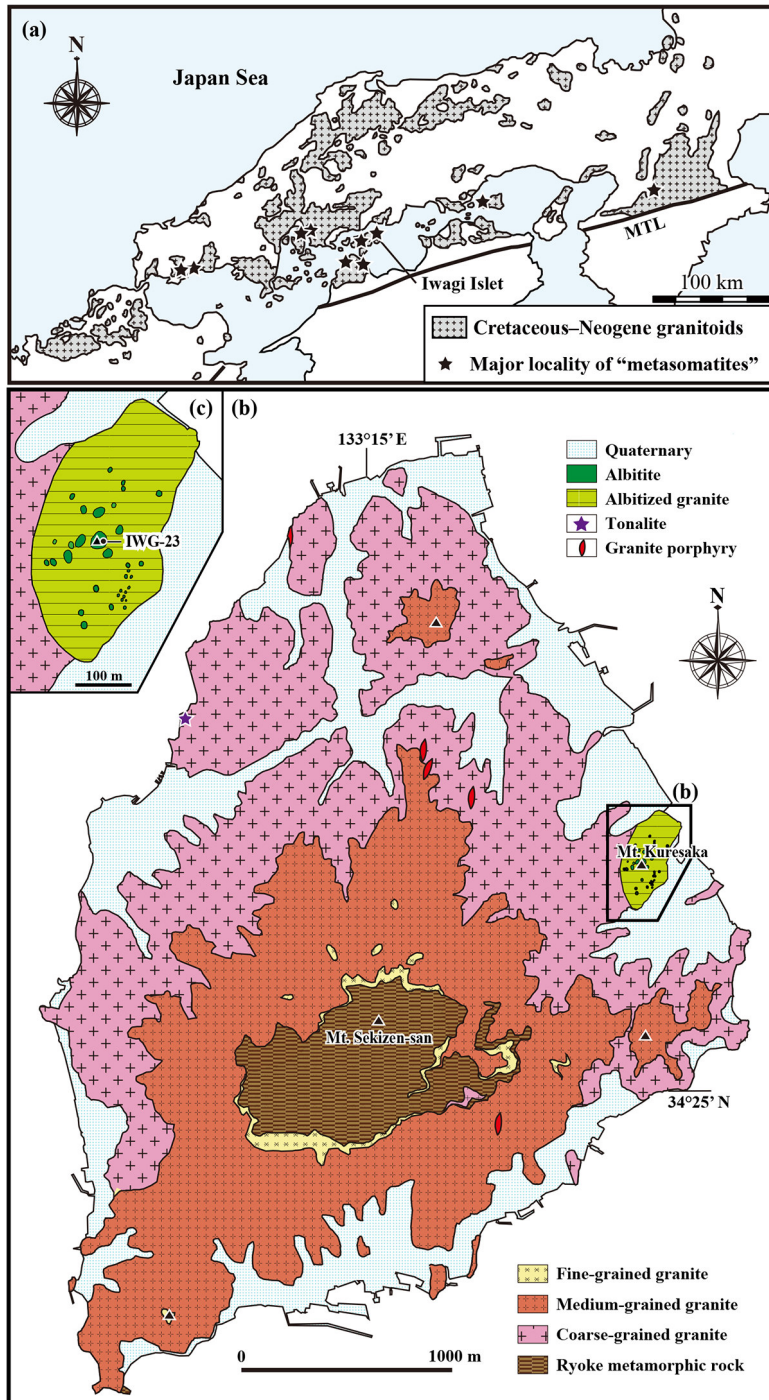 (a)
N
Japan Sea
MTL
Iwagi Islet
100 km
Cretaceous–Neogene granitoids
Major locality of “metasomatites”
(c)
(b)
133°15’ E
Quaternary
Albitite
Albitized granite
Tonalite
Granite porphyry
IWG-23
100 m
N
(b)
Mt. Kuresaka
Mt. Sekizen-san
34°25’ N
Fine-grained granite
Medium-grained granite
Coarse-grained granite
Ryoke metamorphic rock
0
1000 m